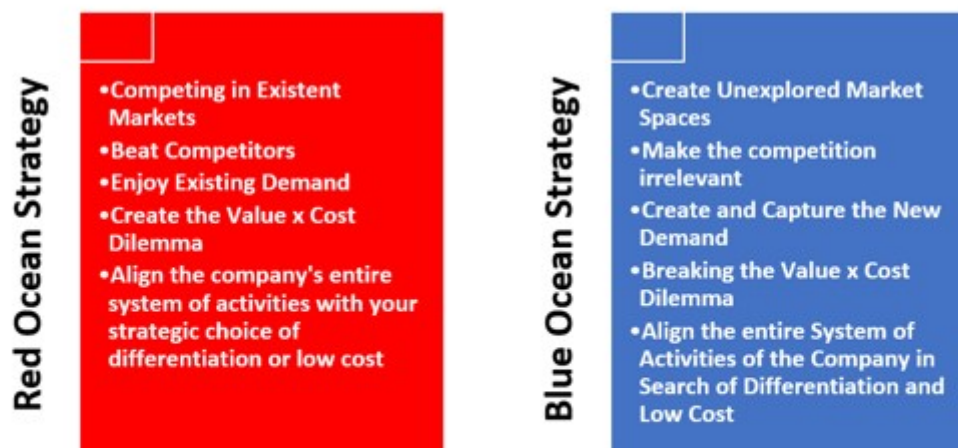 Red Ocean Strategy
•Competing in Existent
Markets
•Beat Competitors
•Enjoy Existing Demand
•Create the Value x Cost
Dilemma
•Align the company's entire
system of activities with your
strategic choice of
differentiation or low cost
Blue Ocean Strategy
•Create Unexplored Market
Spaces
•Make the competition
irrelevant
•Create and Capture the New
Demand
•Breaking the Value x Cost
Dilemma
•Align the entire System of
Activities of the Company in
Search of Differentiation and
Low Cost